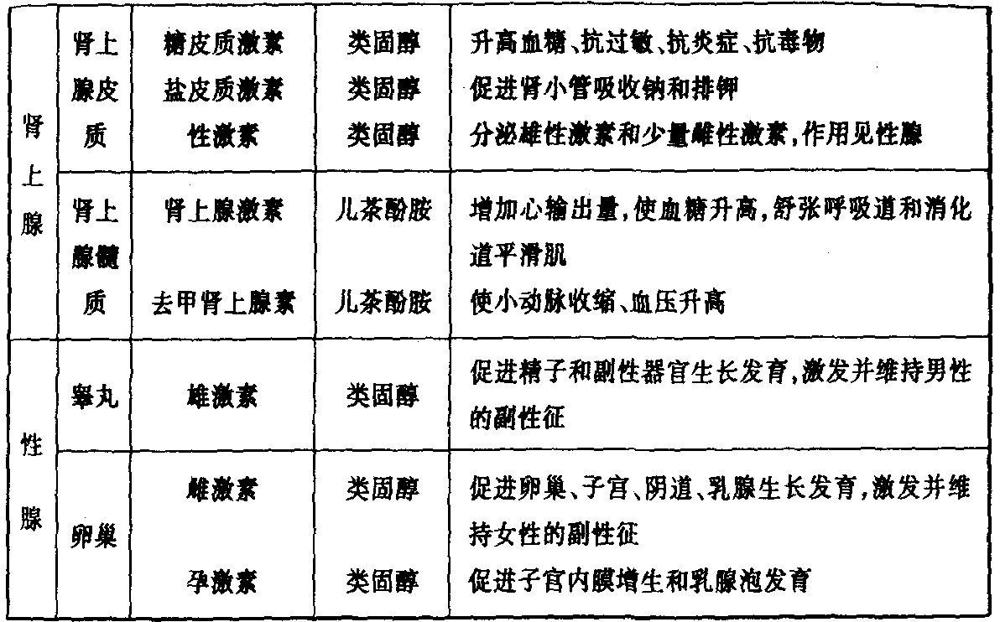 肾上腺
肾上腺皮质
糖皮质激素 类固醇 升高血糖、抗过敏、抗炎症、抗毒物
盐皮质激素 类固醇 促进肾小管吸收钠和排钾
性激素 类固醇 分泌雄性激素和少量雌性激素,作用见性腺
肾上腺髓质
肾上腺激素 儿茶酚胺 增加心输出量,使血糖升高,舒张呼吸道和消化
道平滑肌
去甲肾上腺素 儿茶酚胺 使小动脉收缩、血压升高
性腺
睾丸 雄激素 类固醇 促进精子和副性器官生长发育,激发并维持男性
的副性征
卵巢
雌激素 类固醇 促进卵巢、子宫、阴道、乳腺生长发育,激发并维
持女性的副性征
孕激素 类固醇 促进子宫内膜增生和乳腺泡发育